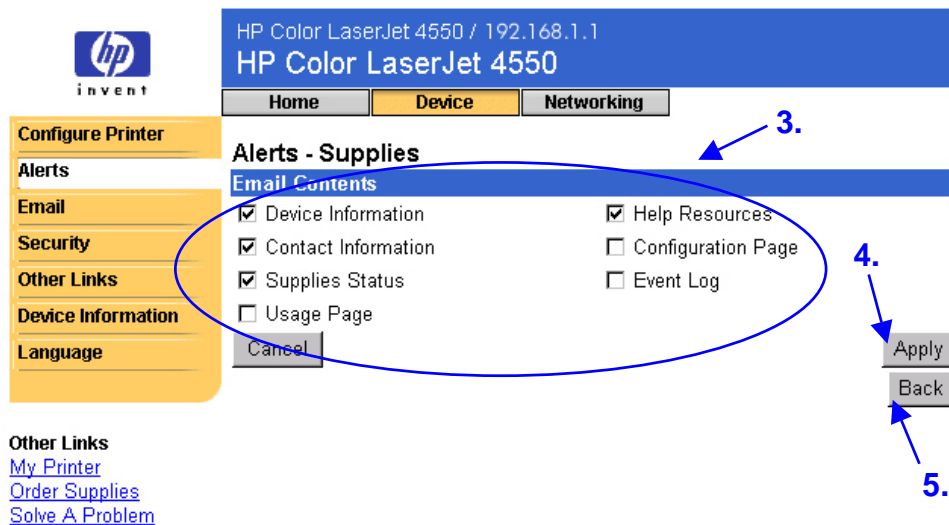 hp
invent
HP Color LaserJet 4550 / 192.168.1.1
HP Color LaserJet 4550
Home Device Networking
Configure Printer
Alerts
Email
Security
Other Links
Device Information
Language
3.
Alerts - Supplies
Email Contents
Device Information Help Resources
Contact Information Configuration Page
Supplies Status Event Log
Usage Page
4.
Cancel Apply
Back
5.
Other Links
My Printer
Order Supplies
Solve A Problem